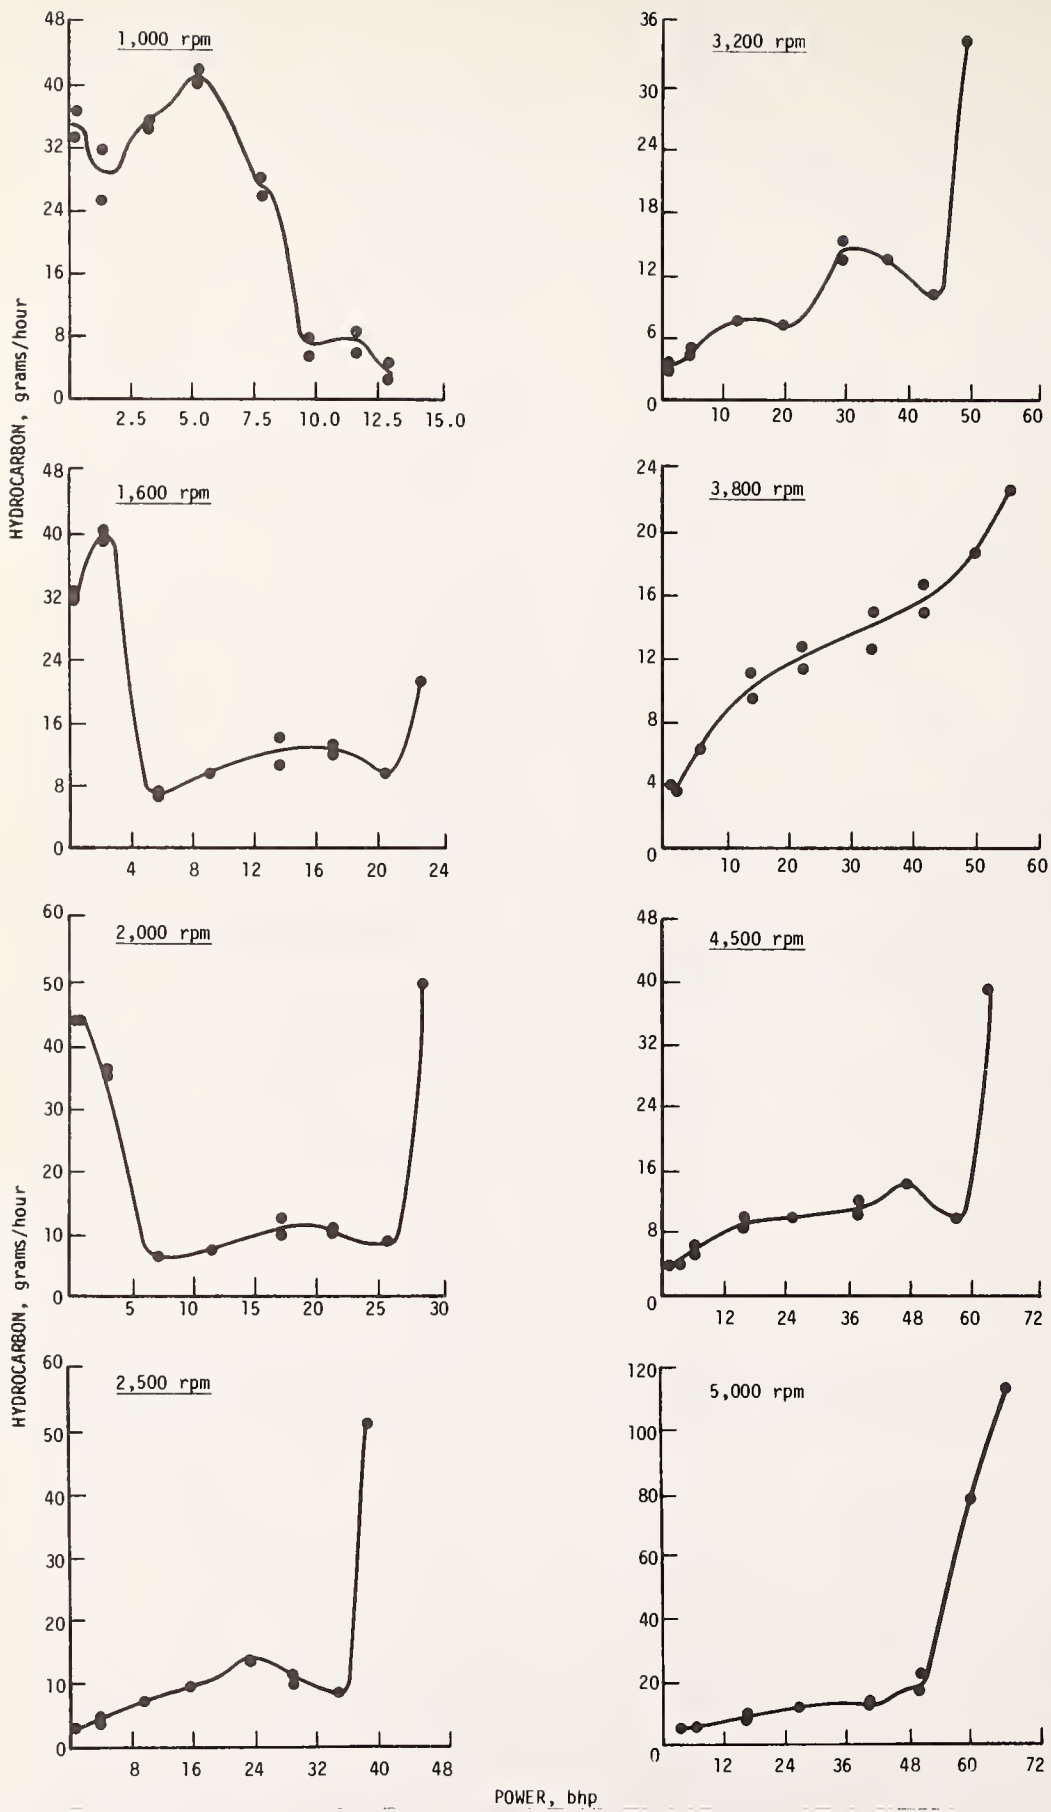 HYDROCARBON, grams/hour
1,000 rpm
48
40
32
24
16
8
0
2.5 5.0 7.5 10.0 12.5 15.0
1,600 rpm
48
40
32
24
16
8
0
4 8 12 16 20 24
HYDROCARBON, grams/hour
2,000 rpm
60
50
40
30
20
10
0
5 10 15 20 25 30
2,500 rpm
60
50
40
30
20
10
0
8 16 24 32 40 48
3,200 rpm
36
30
24
18
12
6
0
10 20 30 40 50 60
3,800 rpm
24
20
16
12
8
4
0
10 20 30 40 50 60
4,500 rpm
48
40
32
24
16
8
0
12 24 36 48 60 72
5,000 rpm
120
100
80
60
40
20
0
12 24 36 48 60 72
POWER, bhp